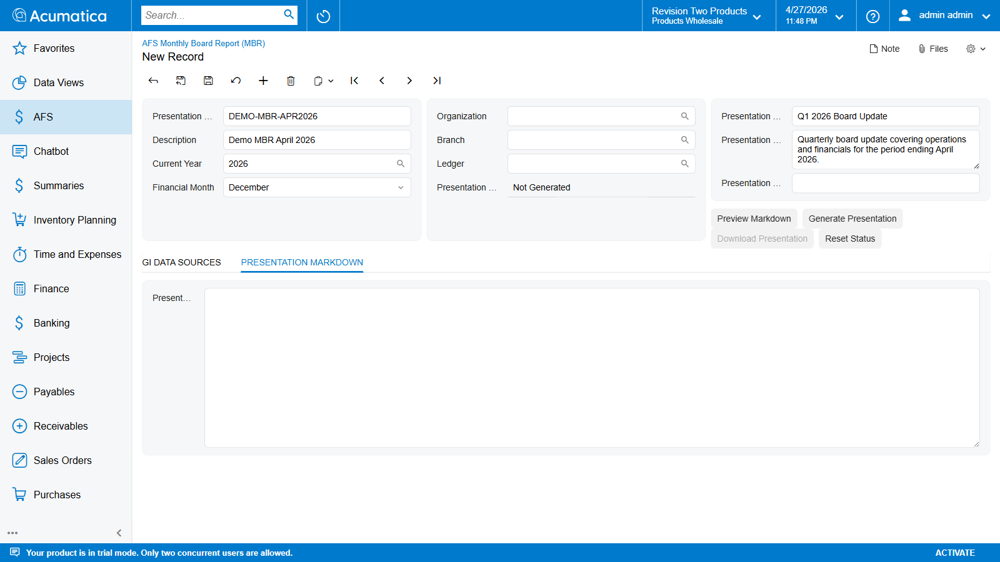 Acumatica
Search...
Revision Two Products
Products Wholesale
4/27/2026
11:48 PM
admin admin
Favorites
Data Views
AFS
Chatbot
Summaries
Inventory Planning
Time and Expenses
Finance
Banking
Projects
Payables
Receivables
Sales Orders
Purchases
AFS Monthly Board Report (MBR)
New Record
Note
Files
Presentation ...
DEMO-MBR-APR2026
Description
Demo MBR April 2026
Current Year
2026
Financial Month
December
Organization
Branch
Ledger
Presentation ...
Not Generated
Presentation ...
Q1 2026 Board Update
Presentation ...
Quarterly board update covering operations
and financials for the period ending April
2026.
Presentation ...
Preview Markdown
Generate Presentation
Download Presentation
Reset Status
GI DATA SOURCES
PRESENTATION MARKDOWN
Present...
Your product is in trial mode. Only two concurrent users are allowed.
ACTIVATE